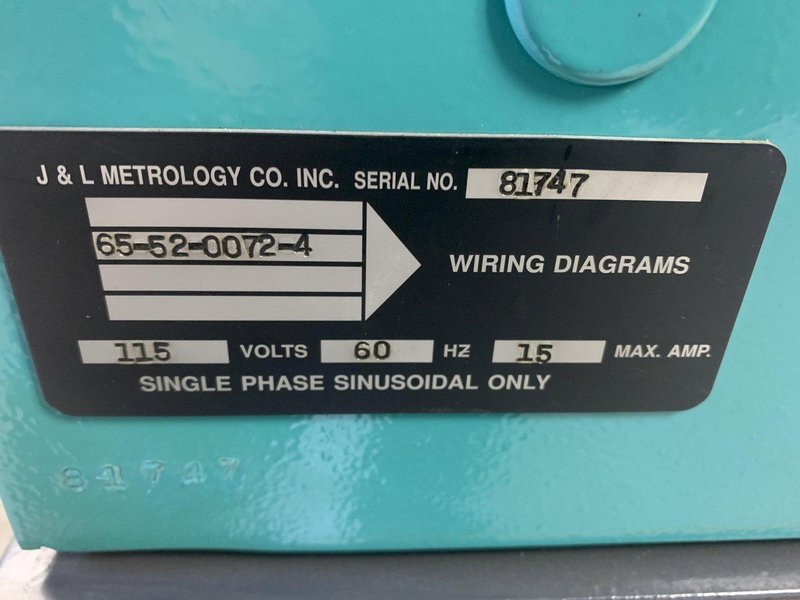 J & L METROLOGY CO. INC. SERIAL NO. 81747
65-52-0072-4
WIRING DIAGRAMS
115 VOLTS 60 HZ 15 MAX. AMP.
SINGLE PHASE SINUSOIDAL ONLY
81747